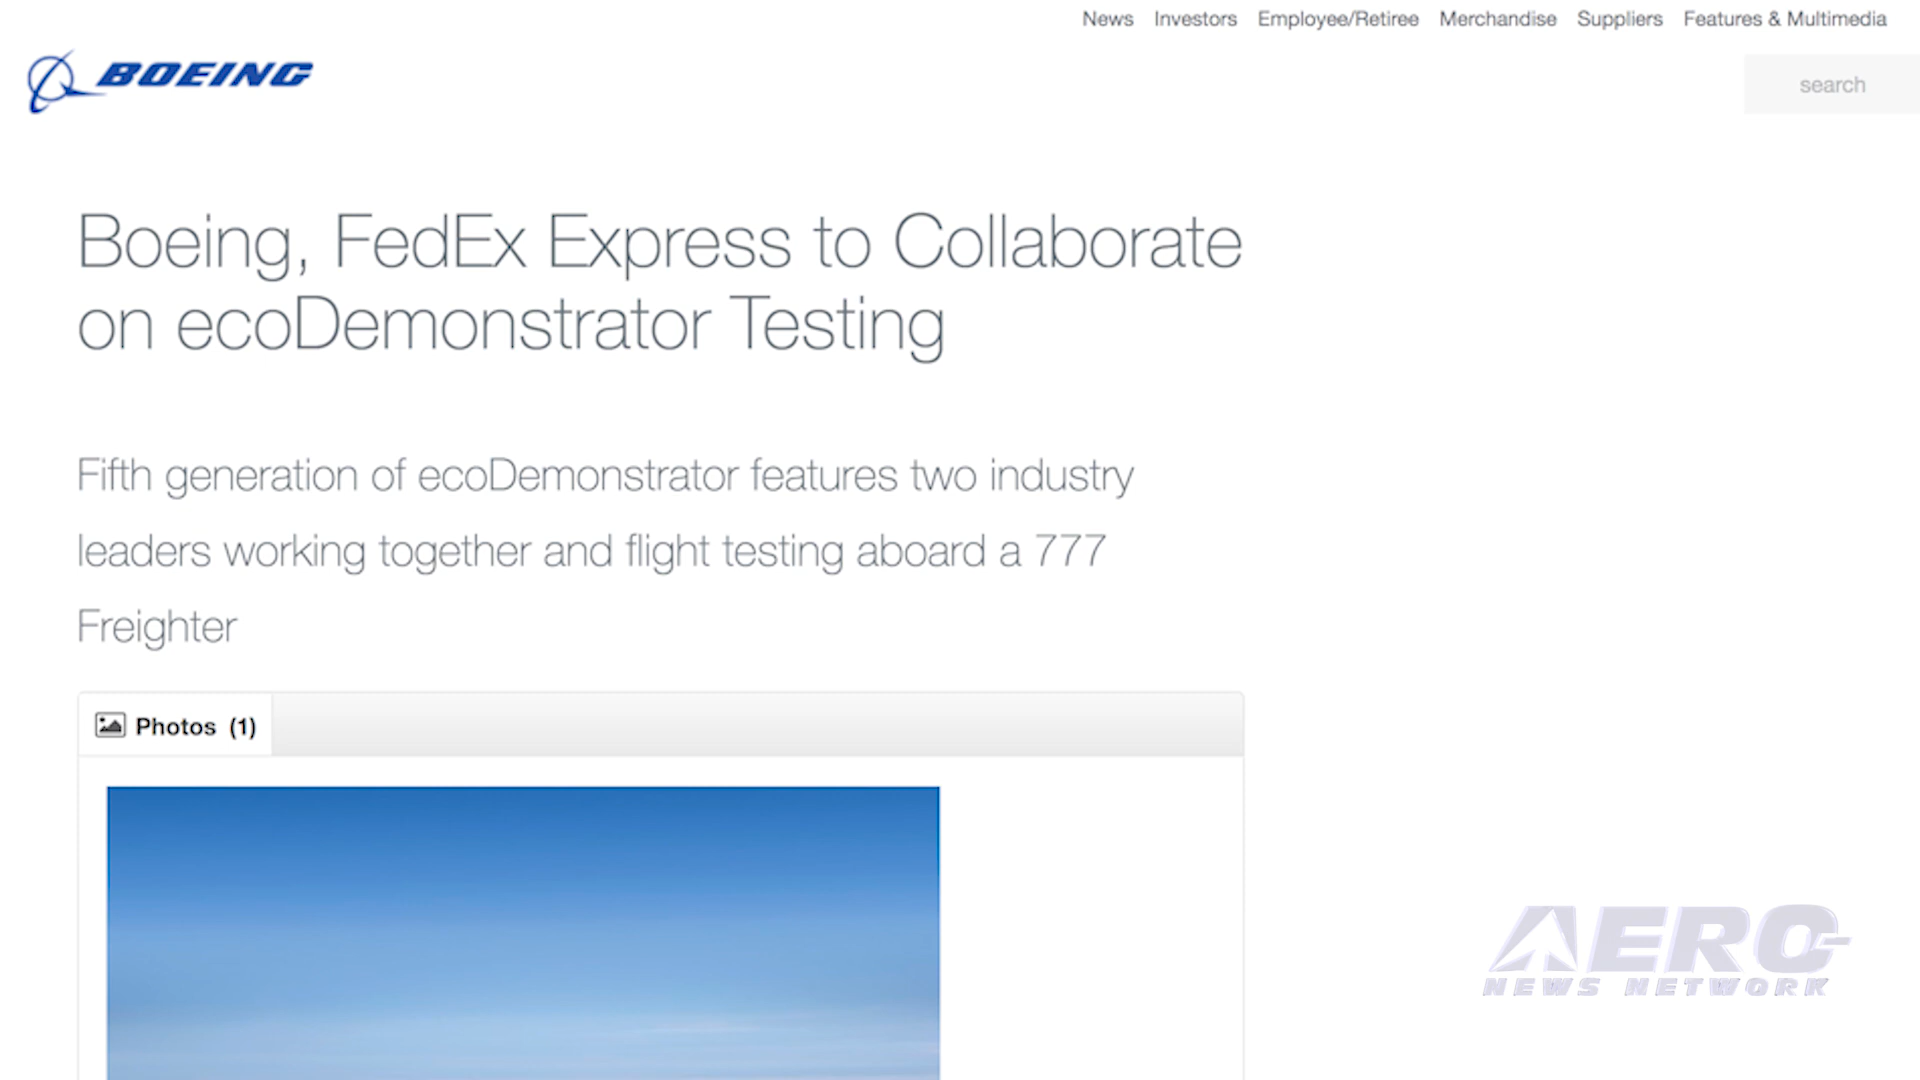 News Investors Employee/Retiree Merchandise Suppliers Features & Multimedia
BOEING
search
Boeing, FedEx Express to Collaborate
on ecoDemonstrator Testing
Fifth generation of ecoDemonstrator features two industry
leaders working together and flight testing aboard a 777
Freighter
Photos (1)
AERO-
NEWS NETWORK